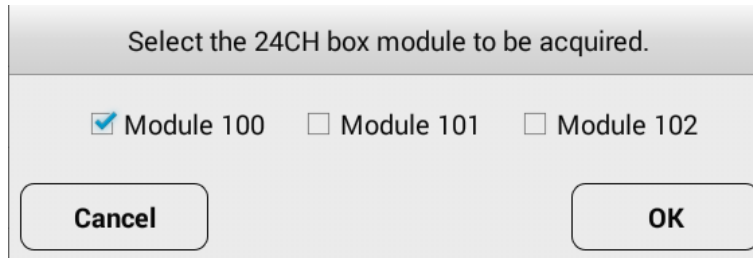 Select the 24CH box module to be acquired.
Module 100 Module 101 Module 102
Cancel OK